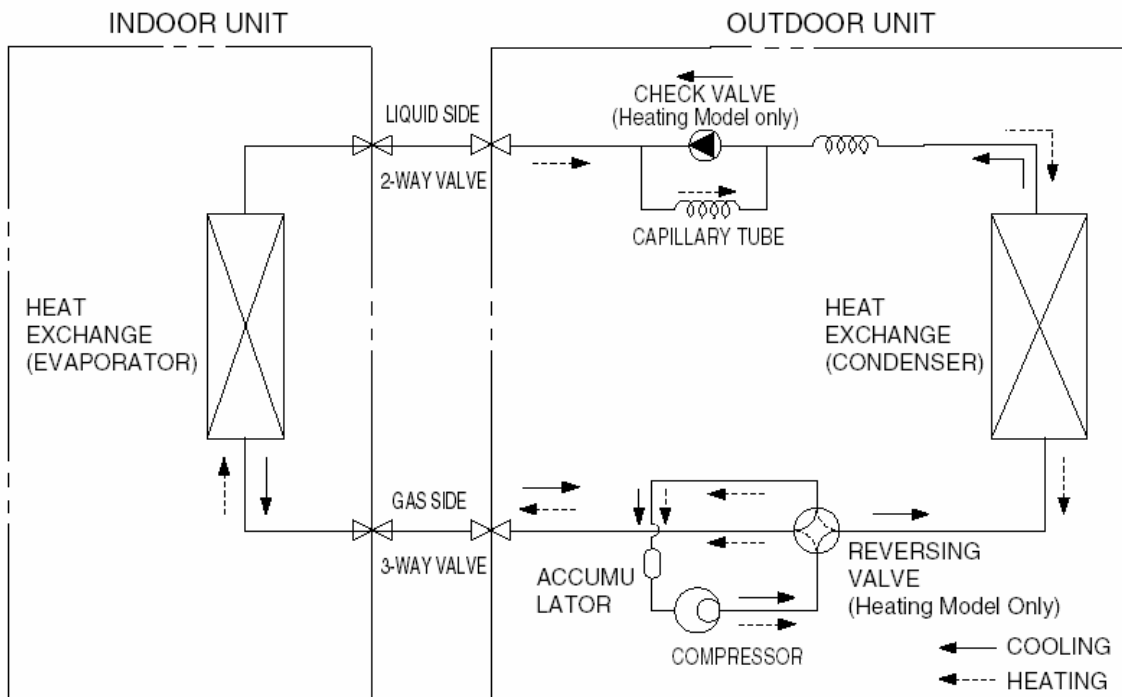 INDOOR UNIT
OUTDOOR UNIT
LIQUID SIDE
2-WAY VALVE
CHECK VALVE
(Heating Model only)
CAPILLARY TUBE
HEAT
EXCHANGE
(EVAPORATOR)
HEAT
EXCHANGE
(CONDENSER)
GAS SIDE
3-WAY VALVE
ACCUMU
LATOR
COMPRESSOR
REVERSING
VALVE
(Heating Model Only)
COOLING
HEATING